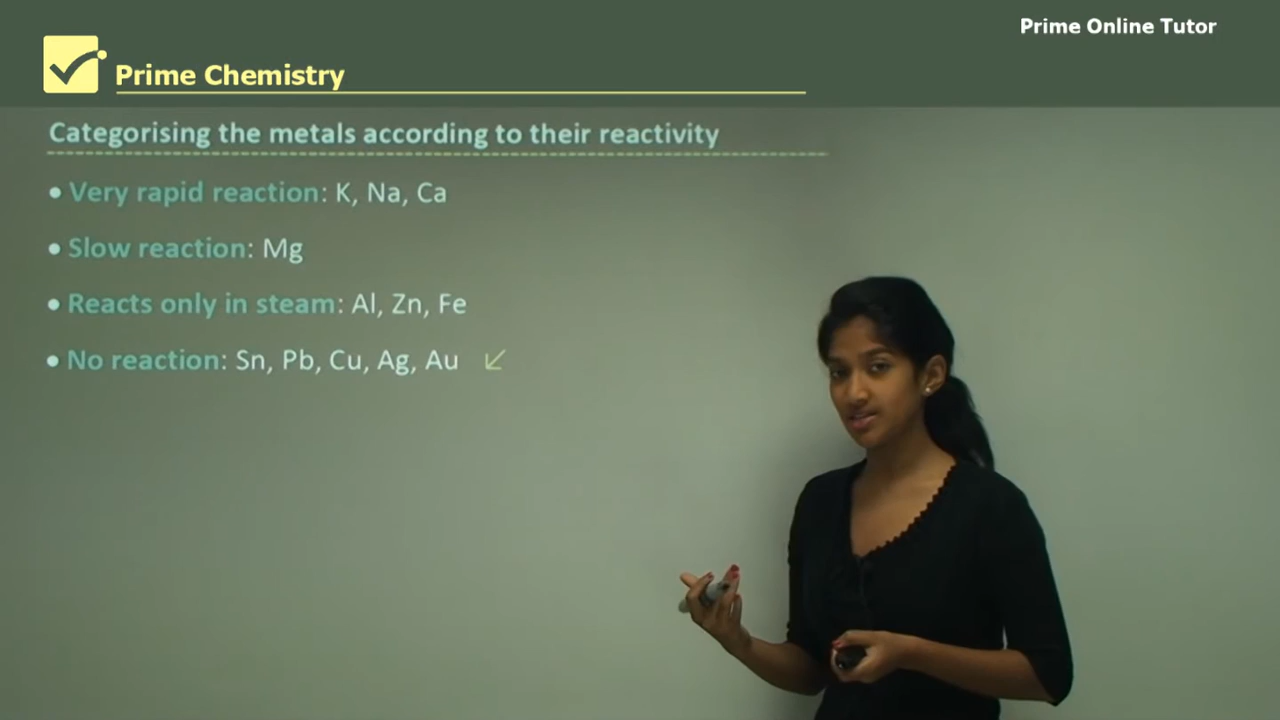 Prime Online Tutor
Prime Chemistry
Categorising the metals according to their reactivity
• Very rapid reaction: K, Na, Ca
• Slow reaction: Mg
• Reacts only in steam: Al, Zn, Fe
• No reaction: Sn, Pb, Cu, Ag, Au